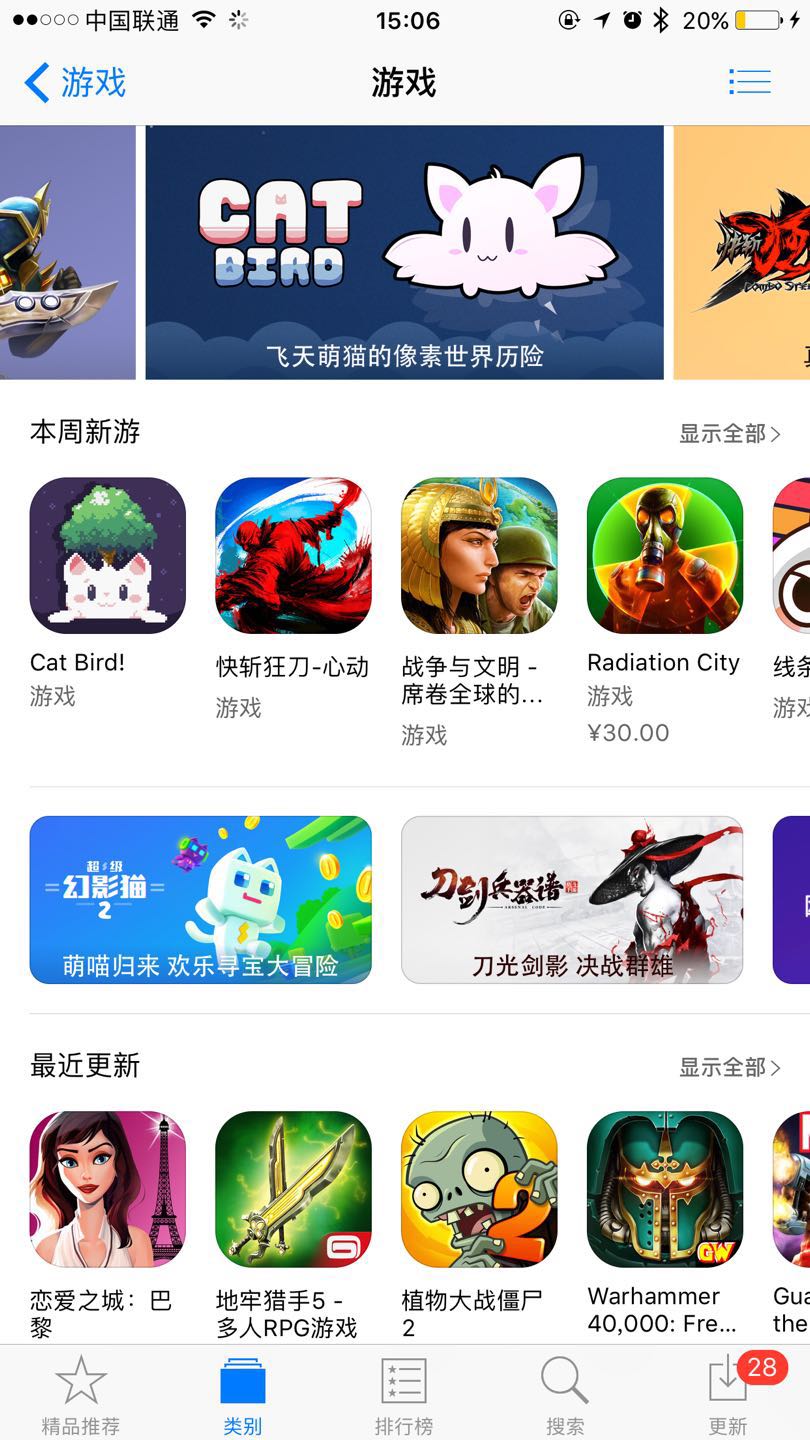 中国联通
15:06
20%
游戏
游戏
CAT
BIRD
飞天萌猫的像素世界历险
快斩
本周新游
显示全部
Cat Bird!
游戏
快斩狂刀-心动
游戏
战争与文明 -
席卷全球的...
游戏
Radiation City
游戏
¥30.00
线条
游戏
超级
幻影猫
2
萌喵归来 欢乐寻宝大冒险
刀剑兵器谱
ARSENAL CODE
刀光剑影 决战群雄
最近更新
显示全部
2
GW
恋爱之城：巴
黎
地牢猎手5 -
多人RPG游戏
植物大战僵尸
2
Warhammer
40,000: Fre...
Gua
the
精品推荐
类别
排行榜
搜索
更新
28